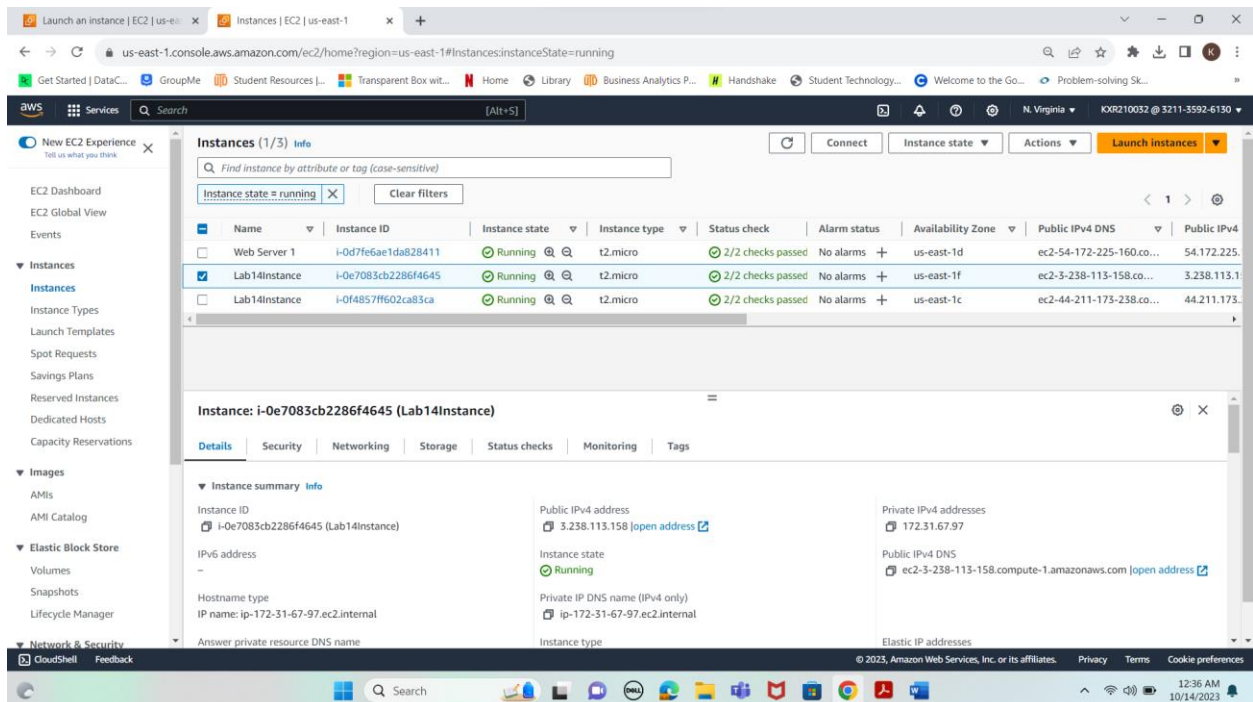 Launch an instance | EC2 | us-ea
Instances | EC2 | us-east-1
us-east-1.console.aws.amazon.com/ec2/home?region=us-east-1#Instances:instanceState=running
K
Get Started | DataC... GroupMe Student Resources |... Transparent Box wit... Home Library Business Analytics P... Handshake Student Technology... Welcome to the Go... Problem-solving Sk... »
aws Services Search [Alt+S] N. Virginia KXR210032 @ 3211-3592-6130
New EC2 Experience
Tell us what you think
EC2 Dashboard
EC2 Global View
Events
Instances
Instances
Instance Types
Launch Templates
Spot Requests
Savings Plans
Reserved Instances
Dedicated Hosts
Capacity Reservations
Images
AMIs
AMI Catalog
Elastic Block Store
Volumes
Snapshots
Lifecycle Manager
Network & Security
Instances (1/3) Info Connect Instance state Actions Launch instances
Find instance by attribute or tag (case-sensitive)
Instance state = running Clear filters 1
Name Instance ID Instance state Instance type Status check Alarm status Availability Zone Public IPv4 DNS Public IPv4
Web Server 1 i-0d7fe6ae1da828411 Running t2.micro 2/2 checks passed No alarms + us-east-1d ec2-54-172-225-160.co... 54.172.225.
Lab14Instance i-0e7083cb2286f4645 Running t2.micro 2/2 checks passed No alarms + us-east-1f ec2-3-238-113-158.co... 3.238.113.1
Lab14Instance i-0f4857ff602ca83ca Running t2.micro 2/2 checks passed No alarms + us-east-1c ec2-44-211-173-238.co... 44.211.173.
Instance: i-0e7083cb2286f4645 (Lab14Instance)
Details Security Networking Storage Status checks Monitoring Tags
Instance summary Info
Instance ID
i-0e7083cb2286f4645 (Lab14Instance)
Public IPv4 address
3.238.113.158 |open address
Private IPv4 addresses
172.31.67.97
IPv6 address
–
Instance state
Running
Public IPv4 DNS
ec2-3-238-113-158.compute-1.amazonaws.com |open address
Hostname type
IP name: ip-172-31-67-97.ec2.internal
Private IP DNS name (IPv4 only)
ip-172-31-67-97.ec2.internal
Answer private resource DNS name
Instance type
Elastic IP addresses
CloudShell Feedback © 2023, Amazon Web Services, Inc. or its affiliates. Privacy Terms Cookie preferences
Search
DELL
12:36 AM
10/14/2023